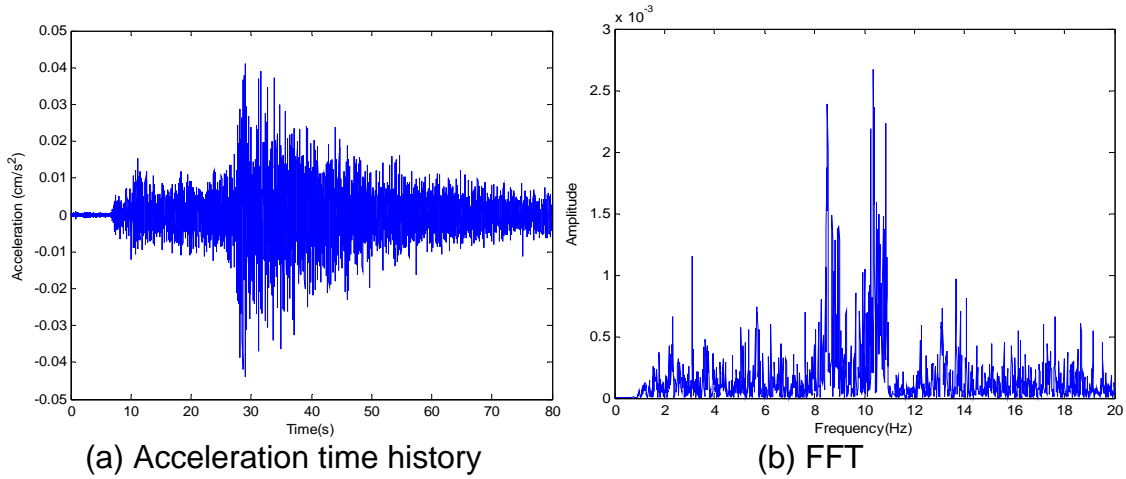 0.05
0.04
0.03
0.02
0.01
0
-0.01
-0.02
-0.03
-0.04
-0.05
Acceleration (cm/s²)
0 10 20 30 40 50 60 70 80
Time(s)
(a) Acceleration time history
x 10⁻³
3
2.5
2
1.5
1
0.5
0
Amplitude
0 2 4 6 8 10 12 14 16 18 20
Frequency(Hz)
(b) FFT